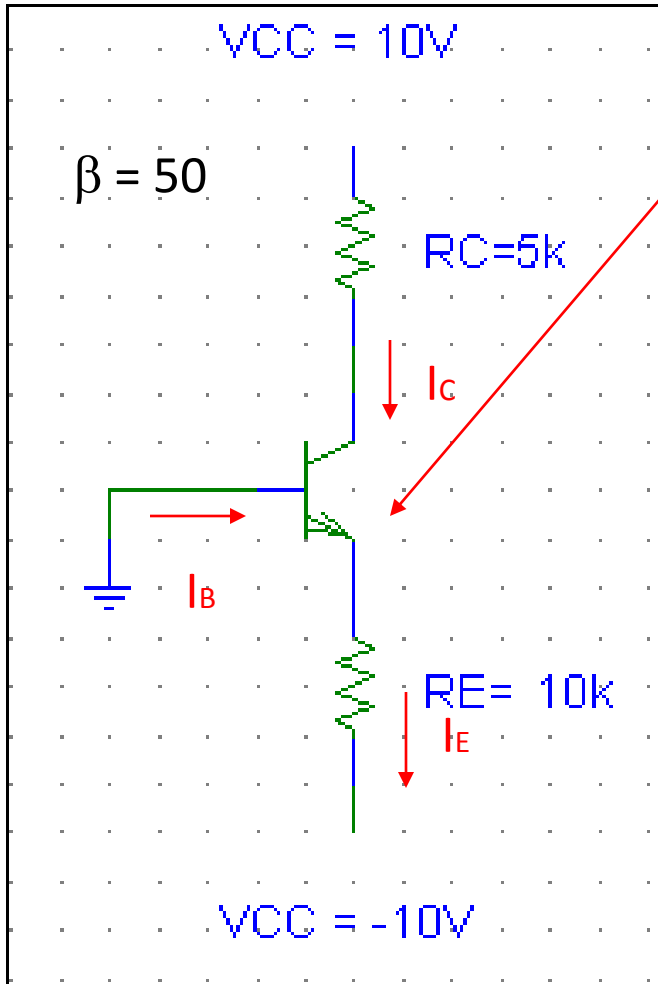 VCC = 10V
β = 50
RC=5k
IC
IB
RE= 10k
IE
VCC = -10V